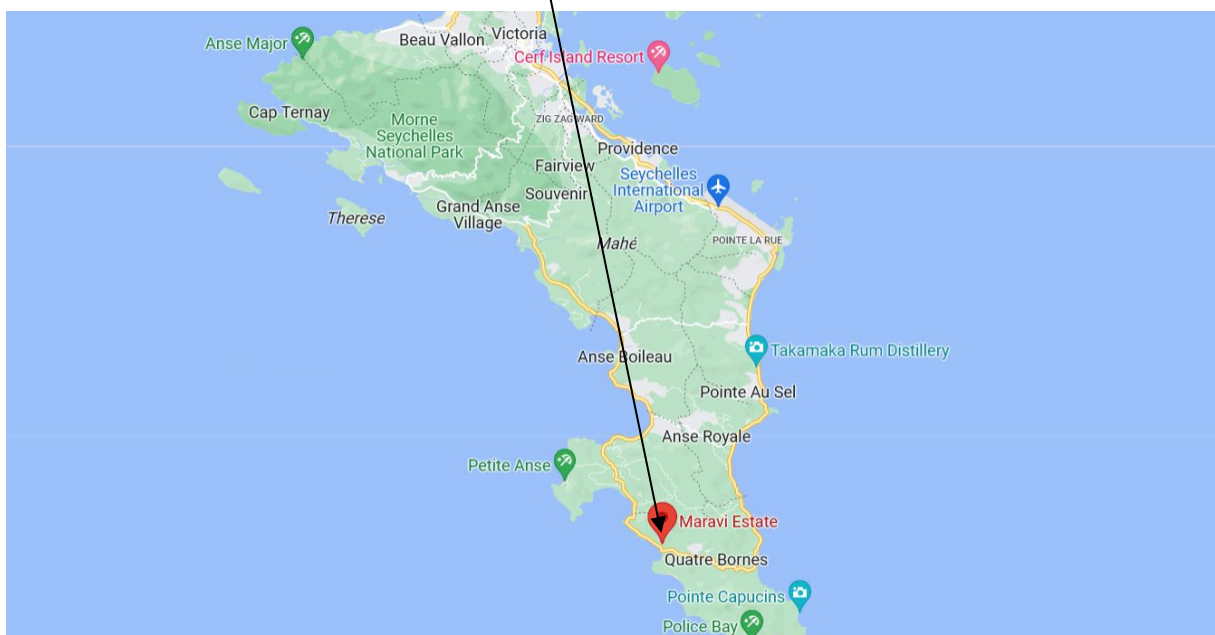 Anse Major
Beau Vallon
Victoria
Cerf Island Resort
Cap Ternay
Morne
Seychelles
National Park
ZIG ZAG WARD
Providence
Fairview
Seychelles
International
Airport
Souvenir
Grand Anse
Village
Therese
Mahé
POINTE LA RUE
Anse Boileau
Takamaka Rum Distillery
Pointe Au Sel
Anse Royale
Petite Anse
Maravi Estate
Quatre Bornes
Pointe Capucins
Police Bay